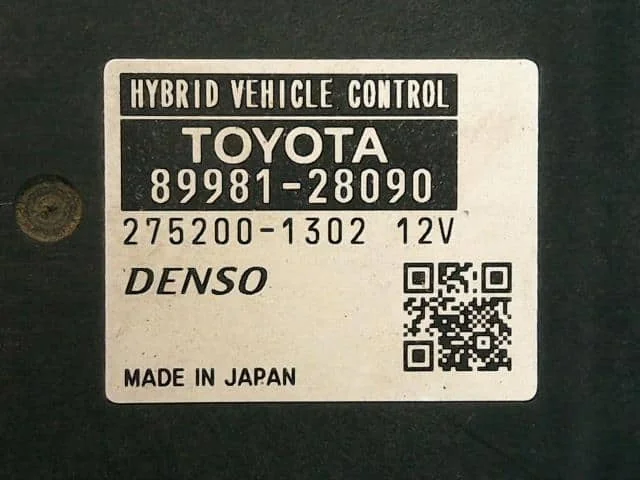 HYBRID VEHICLE CONTROL
TOYOTA
89981-28090
275200-1302 12V
DENSO
MADE IN JAPAN